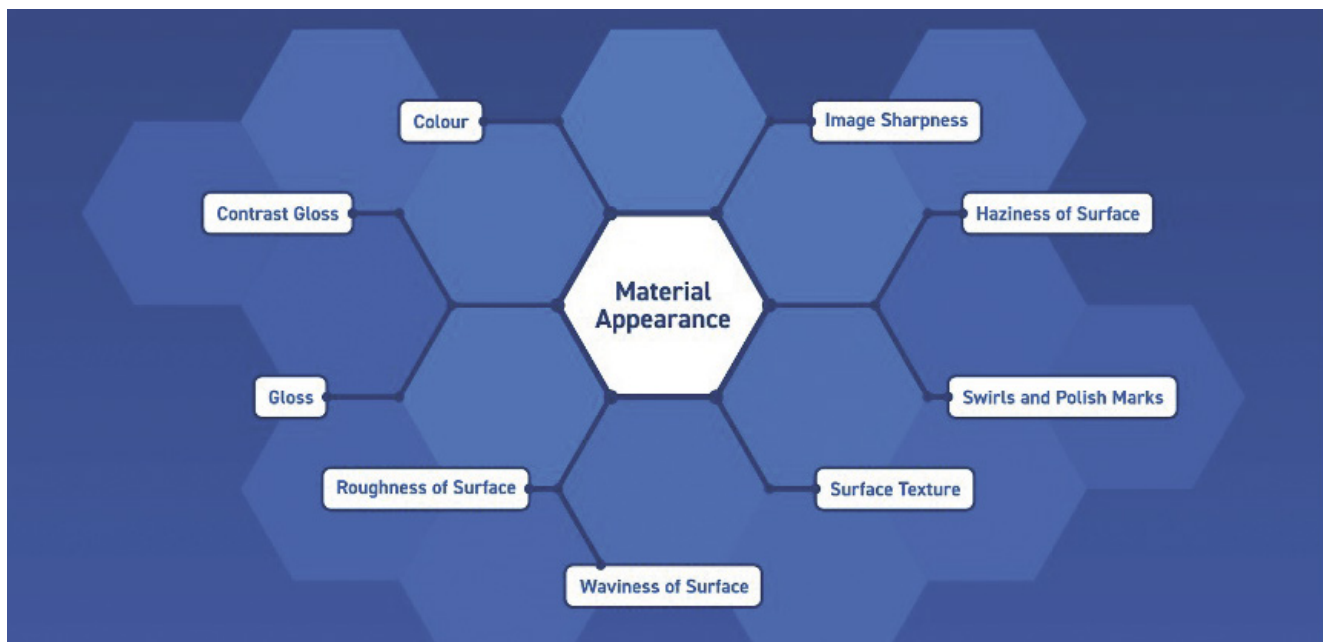 Colour
Image Sharpness
Contrast Gloss
Haziness of Surface
Material
Appearance
Gloss
Swirls and Polish Marks
Roughness of Surface
Surface Texture
Waviness of Surface